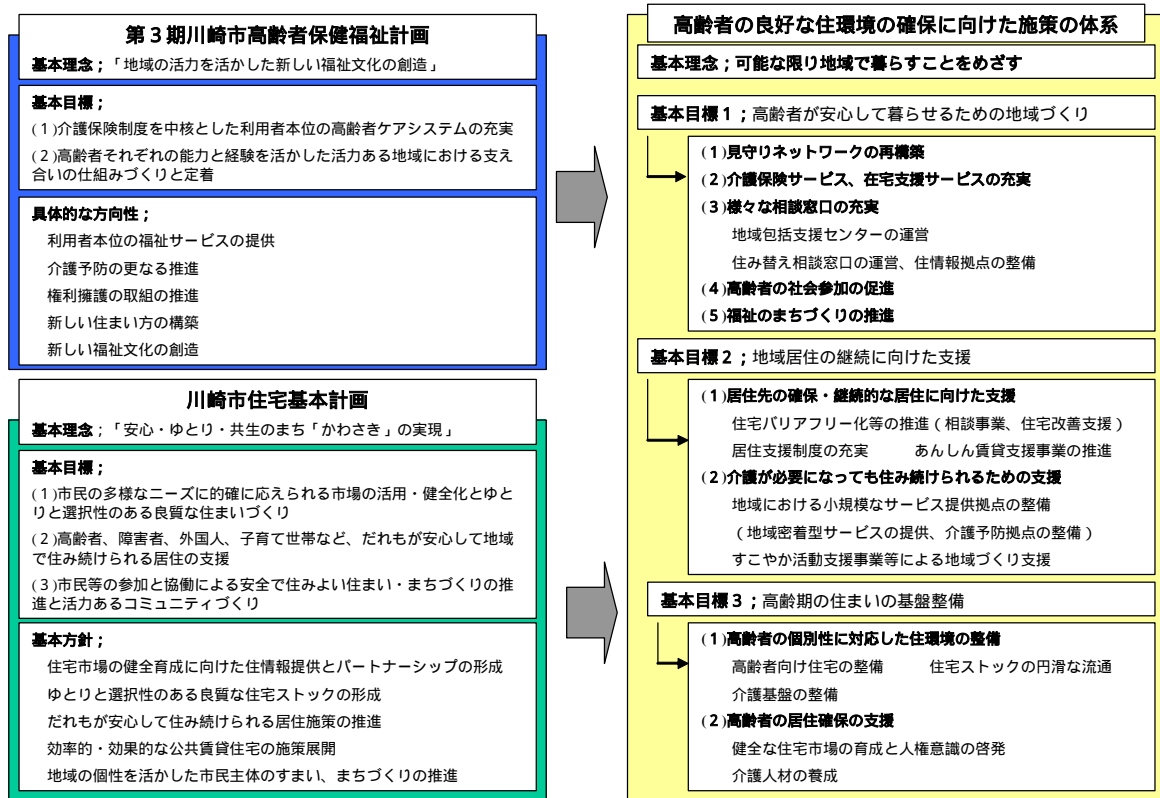 第３期川崎市高齢者保健福祉計画
基本理念；「地域の活力を活かした新しい福祉文化の創造」
基本目標；
(１)介護保険制度を中核とした利用者本位の高齢者ケアシステムの充実
(２)高齢者それぞれの能力と経験を活かした活力ある地域における支え
合いの仕組みづくりと定着
具体的な方向性；
利用者本位の福祉サービスの提供
介護予防の更なる推進
権利擁護の取組の推進
新しい住まい方の構築
新しい福祉文化の創造
川崎市住宅基本計画
基本理念；「安心・ゆとり・共生のまち「かわさき」の実現」
基本目標；
(１)市民の多様なニーズに的確に応えられる市場の活用・健全化とゆと
りと選択性のある良質な住まいづくり
(２)高齢者、障害者、外国人、子育て世帯など、だれもが安心して地域
で住み続けられる居住の支援
(３)市民等の参加と協働による安全で住みよい住まい・まちづくりの推
進と活力あるコミュニティづくり
基本方針；
住宅市場の健全育成に向けた住情報提供とパートナーシップの形成
ゆとりと選択性のある良質な住宅ストックの形成
だれもが安心して住み続けられる居住施策の推進
効率的・効果的な公共賃貸住宅の施策展開
地域の個性を活かした市民主体のすまい、まちづくりの推進
高齢者の良好な住環境の確保に向けた施策の体系
基本理念；可能な限り地域で暮らすことをめざす
基本目標１；高齢者が安心して暮らせるための地域づくり
(１)見守りネットワークの再構築
(２)介護保険サービス、在宅支援サービスの充実
(３)様々な相談窓口の充実
地域包括支援センターの運営
住み替え相談窓口の運営、住情報拠点の整備
(４)高齢者の社会参加の促進
(５)福祉のまちづくりの推進
基本目標２；地域居住の継続に向けた支援
(１)居住先の確保・継続的な居住に向けた支援
住宅バリアフリー化等の推進（相談事業、住宅改善支援）
居住支援制度の充実　　あんしん賃貸支援事業の推進
(２)介護が必要になっても住み続けられるための支援
地域における小規模なサービス提供拠点の整備
（地域密着型サービスの提供、介護予防拠点の整備）
すこやか活動支援事業等による地域づくり支援
基本目標３；高齢期の住まいの基盤整備
(１)高齢者の個別性に対応した住環境の整備
高齢者向け住宅の整備　　住宅ストックの円滑な流通
介護基盤の整備
(２)高齢者の居住確保の支援
健全な住宅市場の育成と人権意識の啓発
介護人材の養成